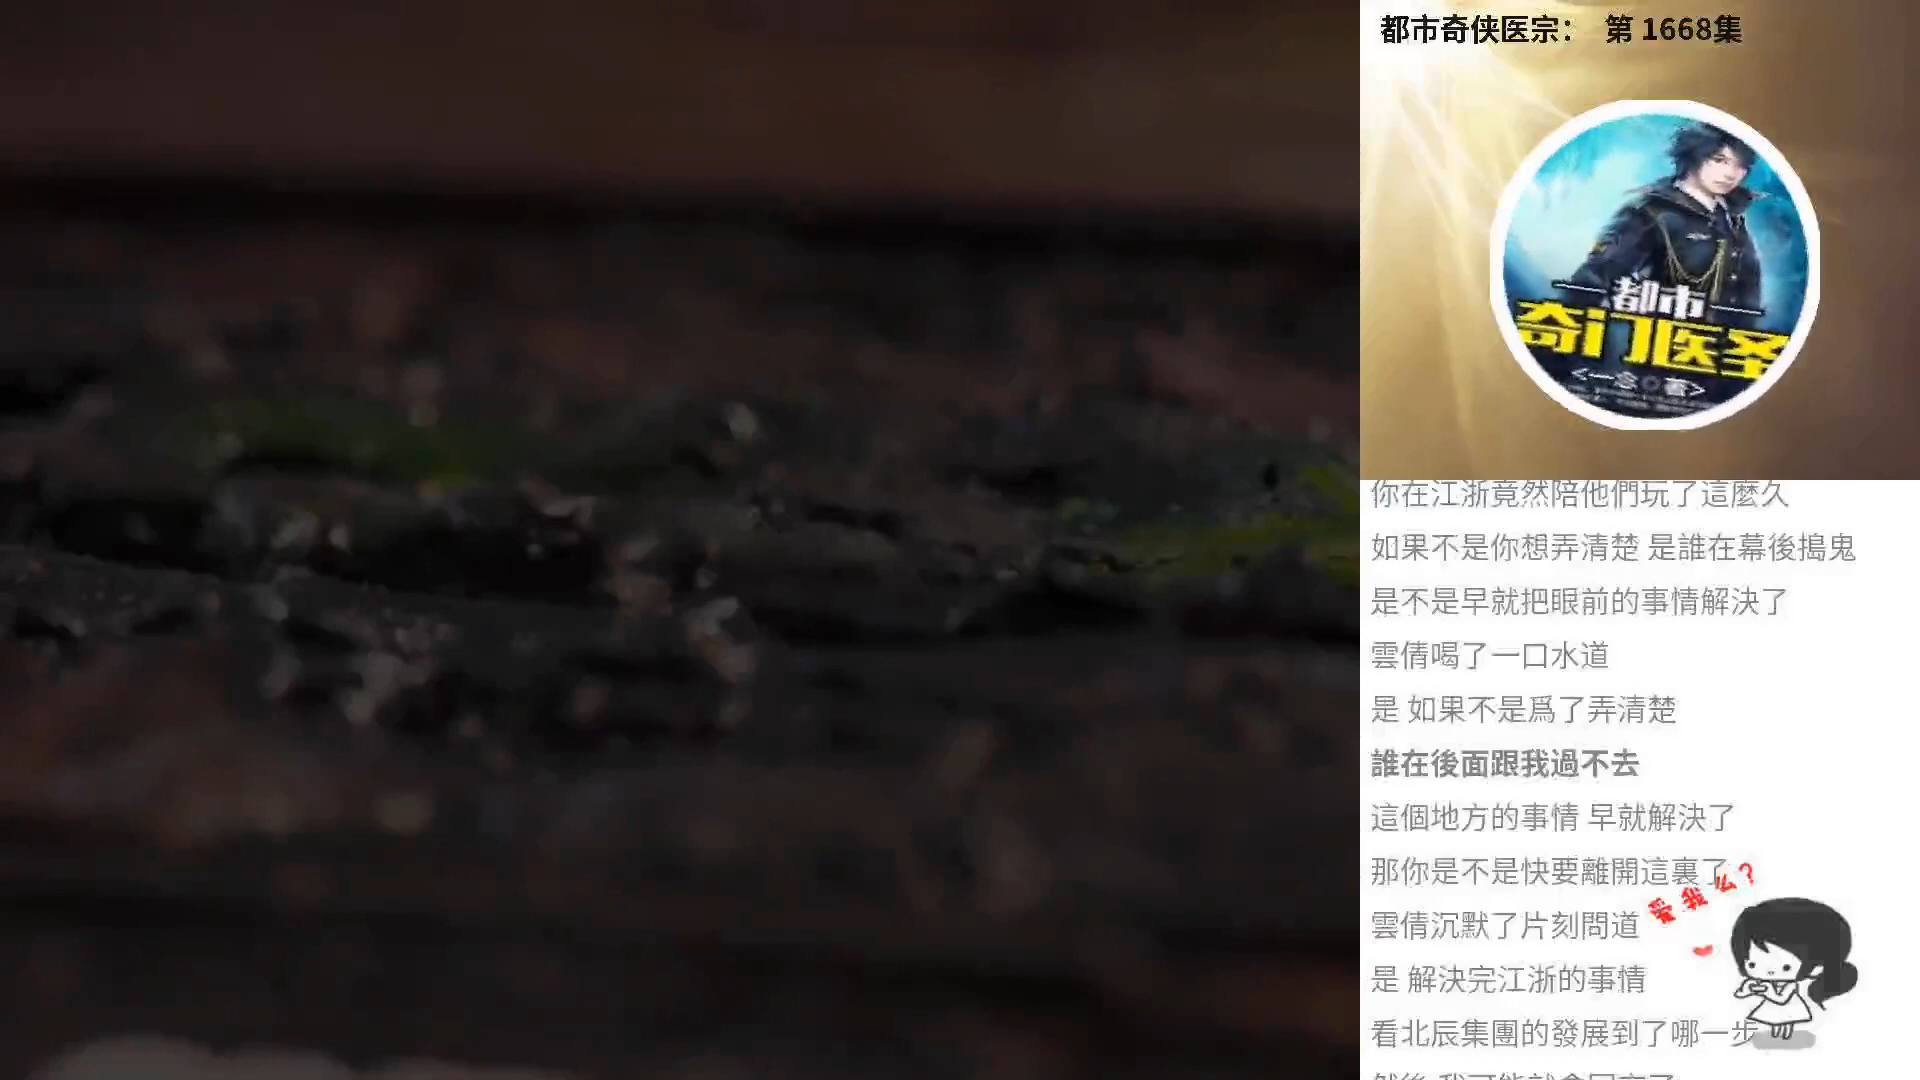 都市奇侠医宗： 第 1668集
都市
奇门医圣
你在江浙竟然陪他們玩了這麼久
如果不是你想弄清楚 是誰在幕後搗鬼
是不是早就把眼前的事情解決了
雲倩喝了一口水道
是 如果不是爲了弄清楚
誰在後面跟我過不去
這個地方的事情 早就解決了
那你是不是快要離開這裏了
爱我么？
雲倩沉默了片刻問道
是 解決完江浙的事情
看北辰集團的發展到了哪一步